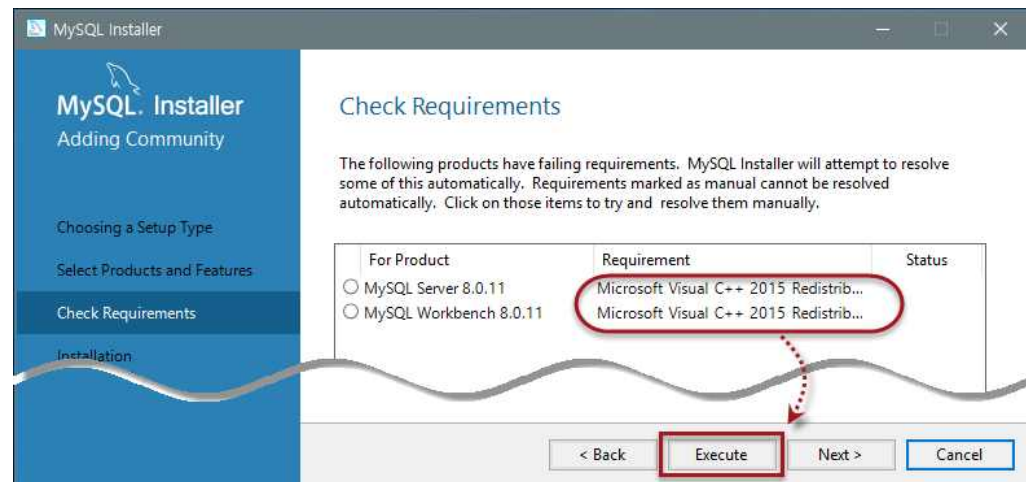 MySQL Installer
MySQL. Installer
Adding Community
Choosing a Setup Type
Select Products and Features
Check Requirements
Installation
Check Requirements
The following products have failing requirements. MySQL Installer will attempt to resolve
some of this automatically. Requirements marked as manual cannot be resolved
automatically. Click on those items to try and resolve them manually.
For Product Requirement Status
MySQL Server 8.0.11 Microsoft Visual C++ 2015 Redistrib...
MySQL Workbench 8.0.11 Microsoft Visual C++ 2015 Redistrib...
< Back Execute Next > Cancel